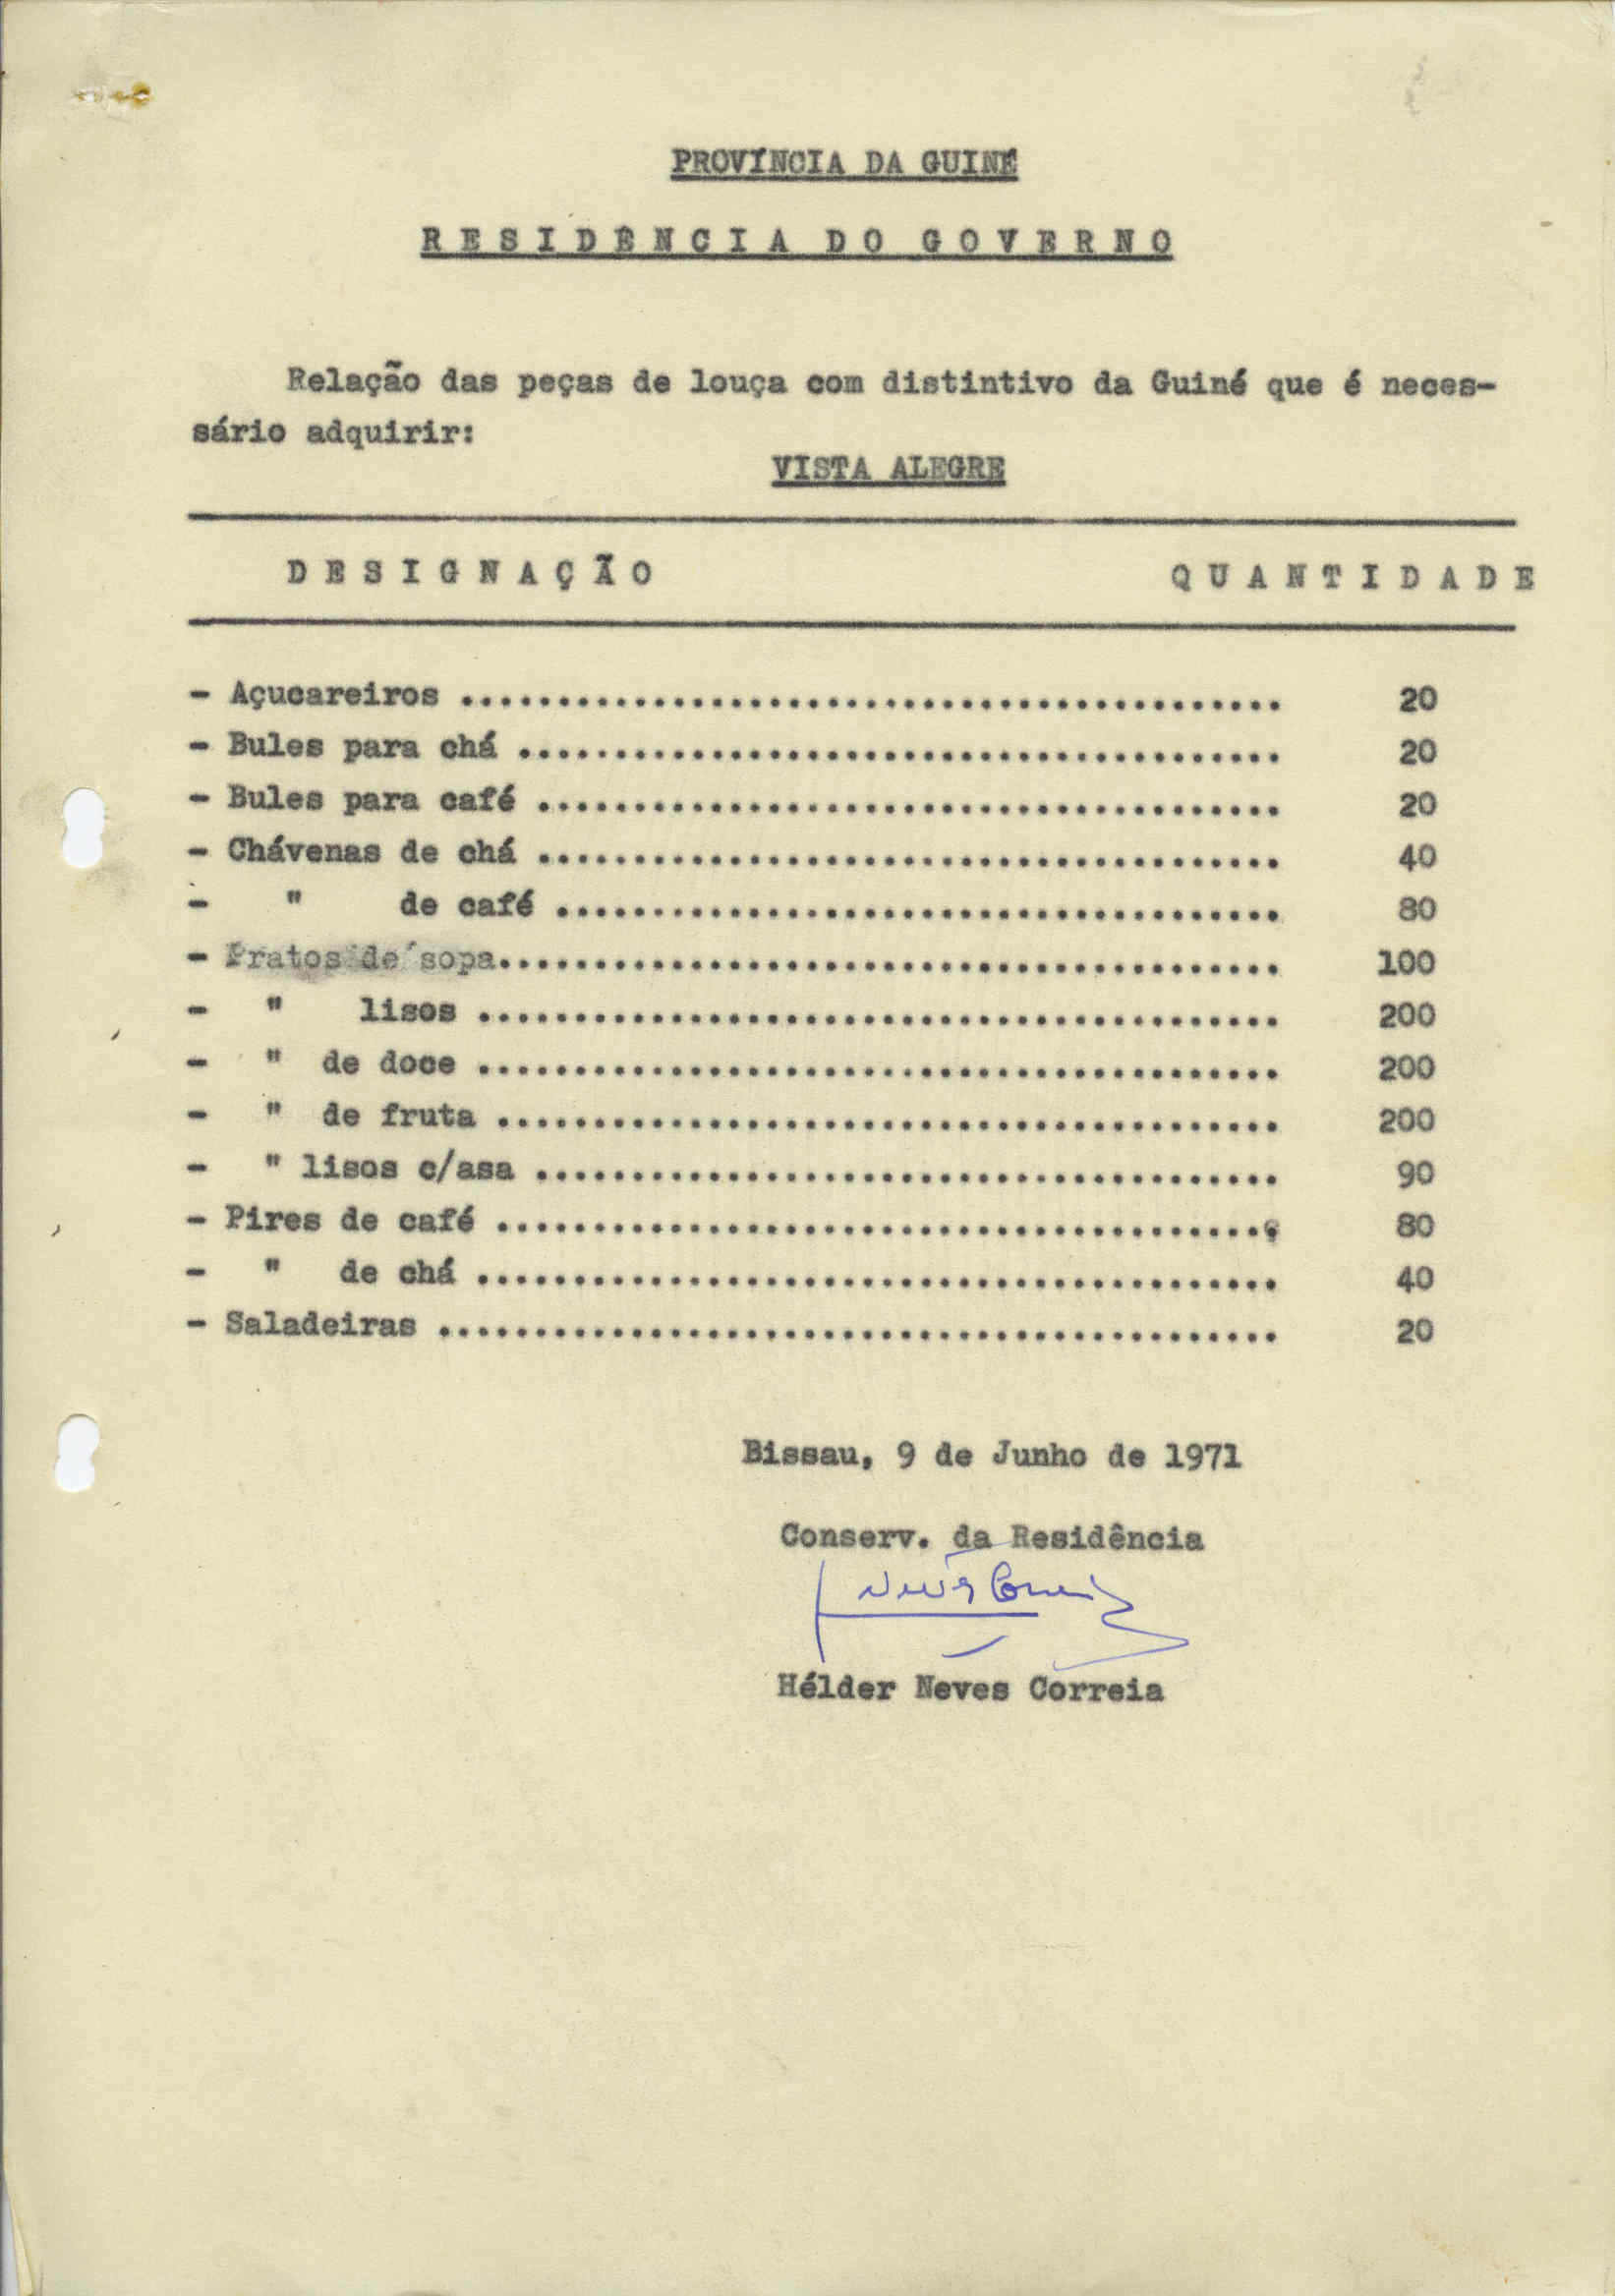 PROVÍNCIA DA GUINÉ
R E S I D Ê N C I A  D O  G O V E R N O
Relação das peças de louça com distintivo da Guiné que é neces-
sário adquirir:
VISTA ALEGRE
D E S I G N A Ç Ã O Q U A N T I D A D E
- Açucareiros ........................................... 20
- Bules para chá ........................................ 20
- Bules para café ....................................... 20
- Chávenas de chá ....................................... 40
- " de café ...................................... 80
- Pratos de sopa......................................... 100
- " lisos .......................................... 200
- " de doce .......................................... 200
- " de fruta ......................................... 200
- " lisos c/asa ....................................... 90
- Pires de café ......................................... 80
- " de chá .......................................... 40
- Saladeiras ............................................ 20
Bissau, 9 de Junho de 1971
Conserv. da Residência
Neves Correia
Hélder Neves Correia